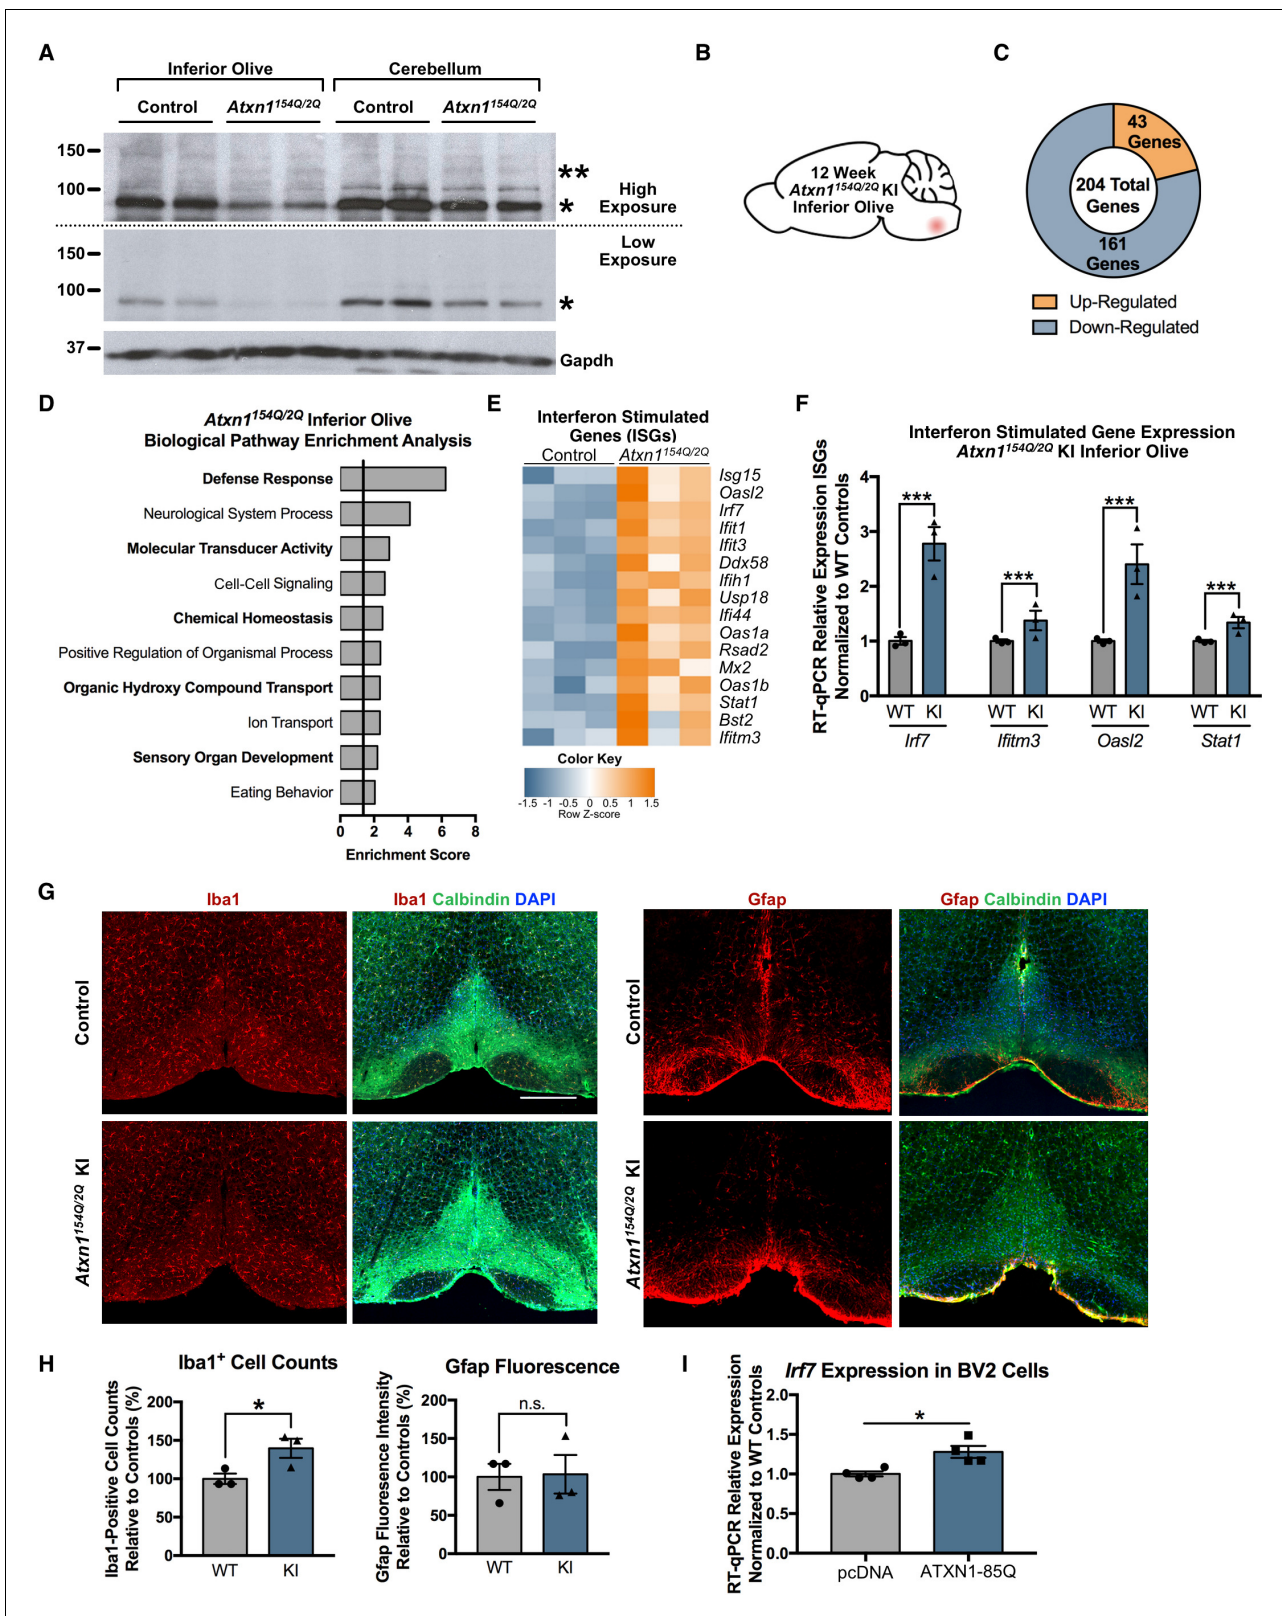 A
Inferior Olive
Cerebellum
Control
Atxn1154Q/2Q
Control
Atxn1154Q/2Q
150
100
**
*
High
Exposure
Low
Exposure
150
100
*
37
Gapdh
B
12 Week
Atxn1154Q/2Q KI
Inferior Olive
C
43
Genes
204 Total
Genes
161
Genes
Up-Regulated
Down-Regulated
D
Atxn1154Q/2Q Inferior Olive
Biological Pathway Enrichment Analysis
Defense Response
Neurological System Process
Molecular Transducer Activity
Cell-Cell Signaling
Chemical Homeostasis
Positive Regulation of Organismal Process
Organic Hydroxy Compound Transport
Ion Transport
Sensory Organ Development
Eating Behavior
0 2 4 6 8
Enrichment Score
E
Interferon Stimulated
Genes (ISGs)
Control
Atxn1154Q/2Q
Isg15
Oasl2
Irf7
Ifit1
Ifit3
Ddx58
Ifih1
Usp18
Ifi44
Oas1a
Rsad2
Mx2
Oas1b
Stat1
Bst2
Ifitm3
Color Key
-1.5 -1 -0.5 0 0.5 1 1.5
Row Z-score
F
Interferon Stimulated Gene Expression
Atxn1154Q/2Q KI Inferior Olive
RT-qPCR Relative Expression ISGs
Normalized to WT Controls
4
3
2
1
0
***
***
***
***
WT KI WT KI WT KI WT KI
Irf7 Ifitm3 Oasl2 Stat1
G
Iba1
Iba1 Calbindin DAPI
Gfap
Gfap Calbindin DAPI
Control
Control
Atxn1154Q/2Q KI
Atxn1154Q/2Q KI
H
Iba1+ Cell Counts
Iba1-Positive Cell Counts
Relative to Controls (%)
200
150
100
50
0
*
WT KI
Gfap Fluorescence
Gfap Fluoresence Intensity
Relative to Controls (%)
200
150
100
50
0
n.s.
WT KI
I
Irf7 Expression in BV2 Cells
RT-qPCR Relative Expression
Normalized to WT Controls
2.0
1.5
1.0
0.5
0.0
*
pcDNA ATXN1-85Q